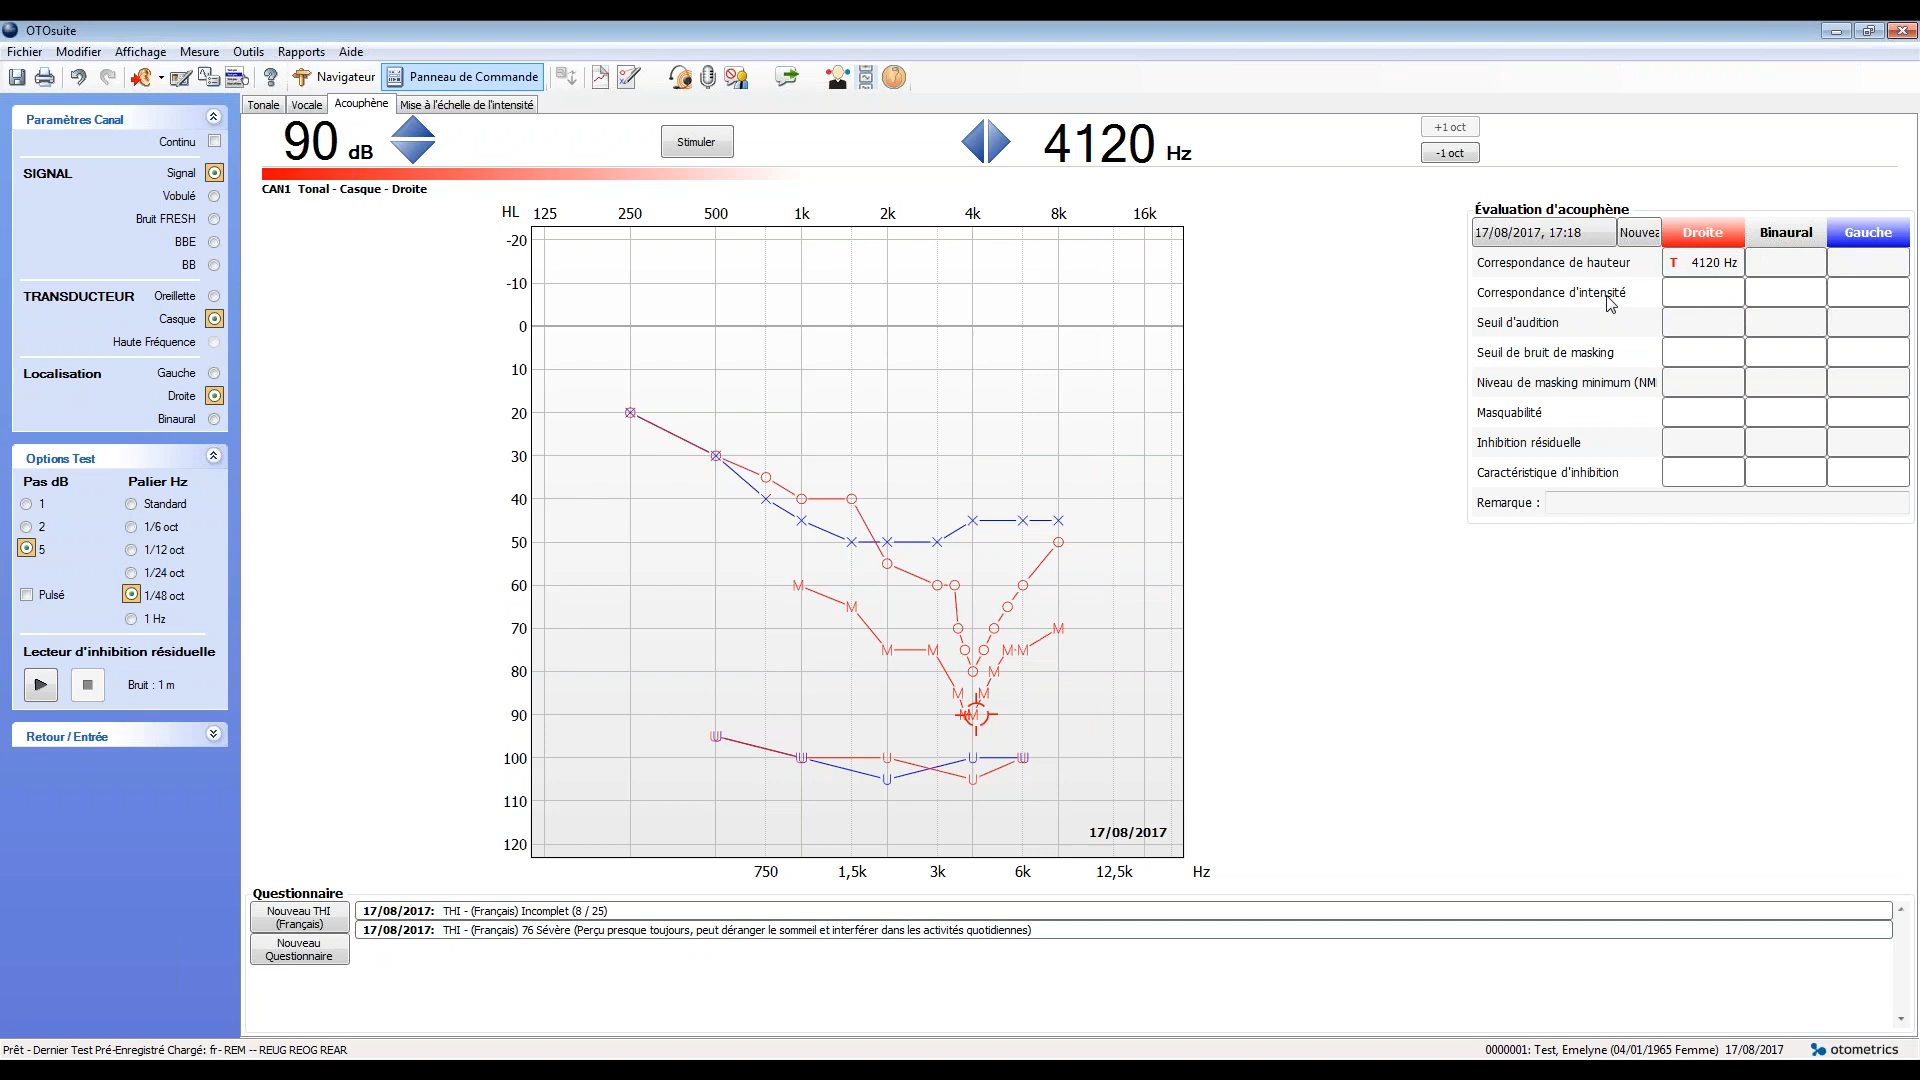 OTOsuite
Fichier Modifier Affichage Mesure Outils Rapports Aide
Navigateur Panneau de Commande
Tonale Vocale Acouphène Mise à l'échelle de l'intensité
Paramètres Canal
Continu
SIGNAL Signal
Vobulé
Bruit FRESH
BBE
BB
TRANSDUCTEUR Oreillette
Casque
Haute Fréquence
Localisation Gauche
Droite
Binaural
Options Test
Pas dB Palier Hz
1 Standard
2 1/6 oct
5 1/12 oct
1/24 oct
Pulsé 1/48 oct
1 Hz
Lecteur d'inhibition résiduelle
Bruit : 1 m
Retour / Entrée
90 dB Stimuler 4120 Hz
+1 oct
-1 oct
CAN1 Tonal - Casque - Droite
HL 125 250 500 1k 2k 4k 8k 16k
-20
-10
0
10
20
30
40
50
60
70
80
90
100
110
120
17/08/2017
750 1,5k 3k 6k 12,5k Hz
Évaluation d'acouphène
17/08/2017, 17:18 Nouvea Droite Binaural Gauche
Correspondance de hauteur T 4120 Hz
Correspondance d'intensité
Seuil d'audition
Seuil de bruit de masking
Niveau de masking minimum (NM
Masquabilité
Inhibition résiduelle
Caractéristique d'inhibition
Remarque :
Questionnaire
Nouveau THI
(Français)
17/08/2017: THI - (Français) Incomplet (8 / 25)
17/08/2017: THI - (Français) 76 Sévère (Perçu presque toujours, peut déranger le sommeil et interférer dans les activités quotidiennes)
Nouveau
Questionnaire
Prêt - Dernier Test Pré-Enregistré Chargé: fr- REM -- REUG REOG REAR
0000001: Test, Emelyne (04/01/1965 Femme) 17/08/2017 otometrics